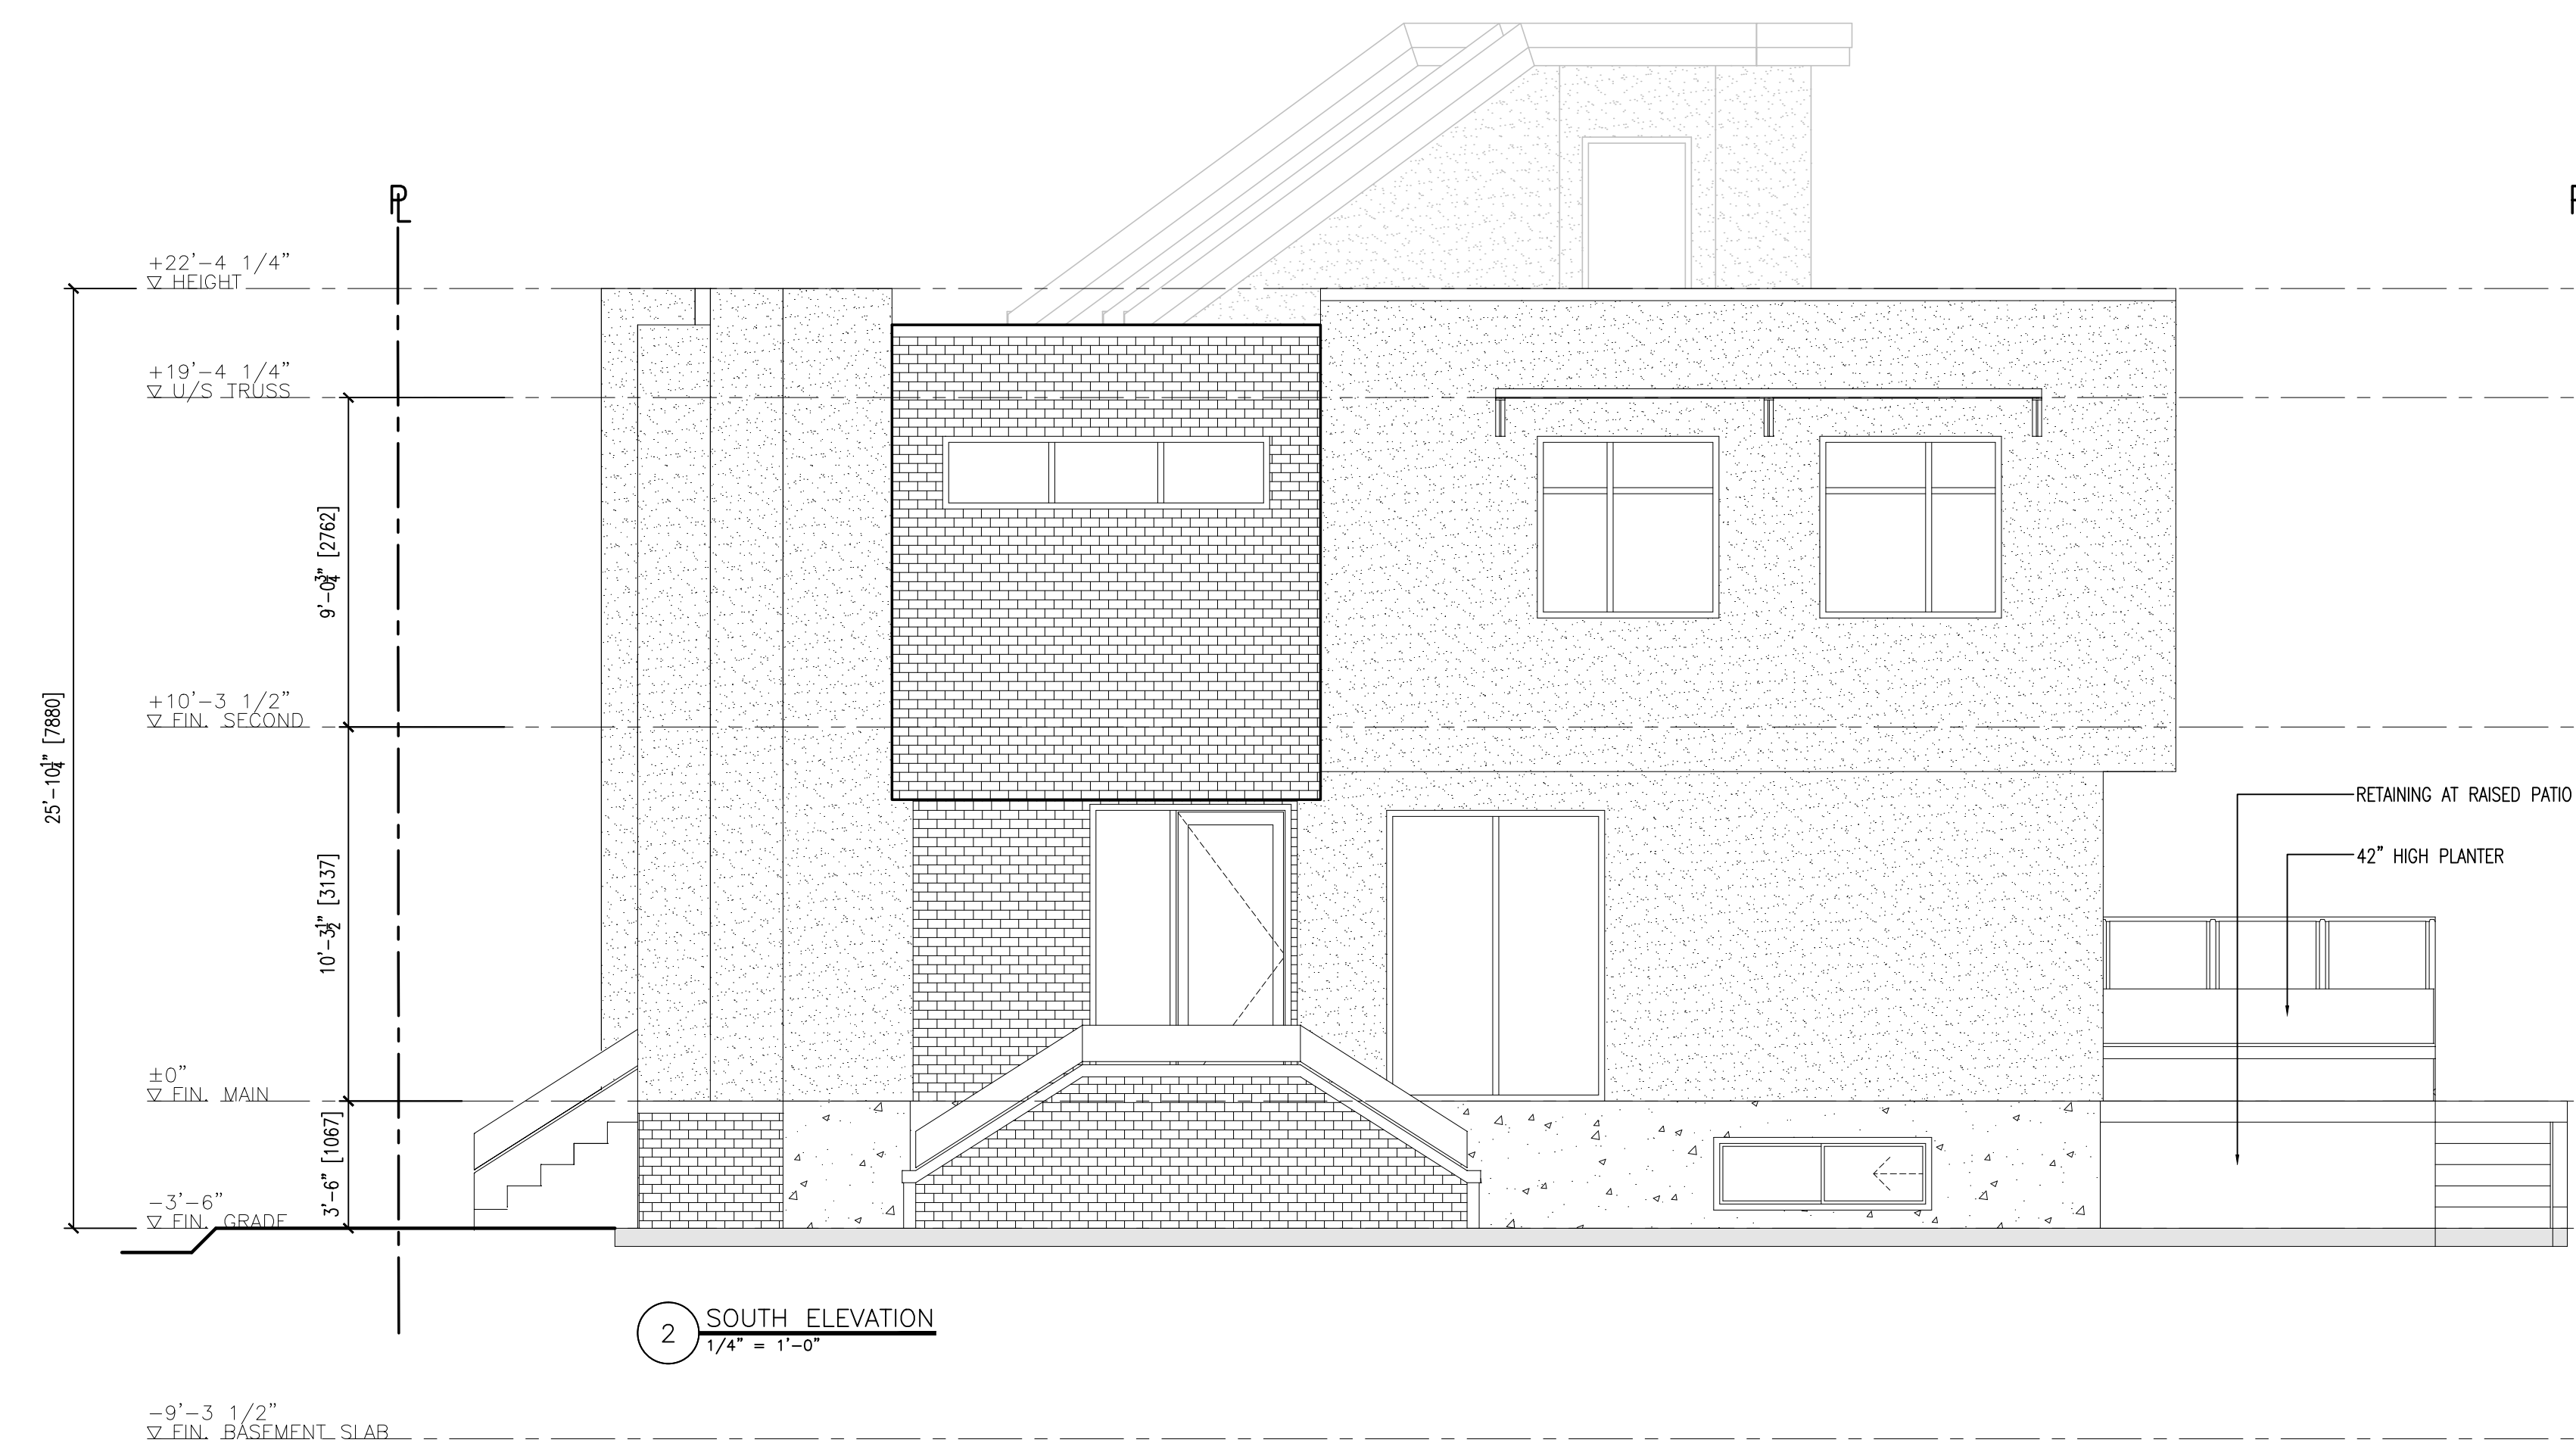 ℄
P
+22'-4 1/4"
▽ HEIGHT
+19'-4 1/4"
▽ U/S TRUSS
9'-0 3/4" [2762]
+10'-3 1/2"
▽ FIN. SECOND
25'-10 1/4" [7880]
RETAINING AT RAISED PATIO
42" HIGH PLANTER
10'-3 1/2" [3137]
±0"
▽ FIN. MAIN
3'-6" [1067]
-3'-6"
▽ FIN. GRADE
2 SOUTH ELEVATION
1/4" = 1'-0"
-9'-3 1/2"
▽ FIN. BASEMENT SLAB